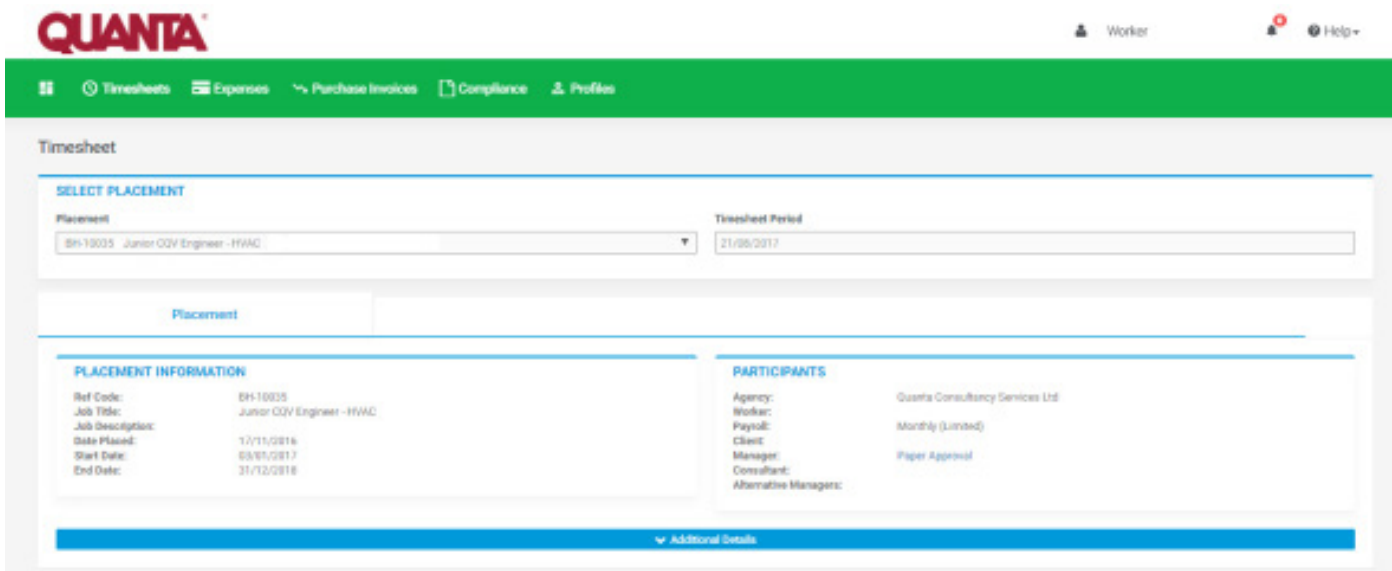 QUANTA
Worker
Help
Timesheets Expenses Purchase Invoices Compliance Profiles
Timesheet
SELECT PLACEMENT
Placement Timesheet Period
BH-10035 Junior CQV Engineer - HVAC 21/08/2017
Placement
PLACEMENT INFORMATION
Ref Code: BH-10035
Job Title: Junior CQV Engineer - HVAC
Job Description:
Date Placed: 17/11/2016
Start Date: 03/01/2017
End Date: 31/12/2018
PARTICIPANTS
Agency: Quanta Consultancy Services Ltd
Worker:
Payroll: Monthly (Limited)
Client:
Manager: Paper Approval
Consultant:
Alternative Managers:
Additional Details